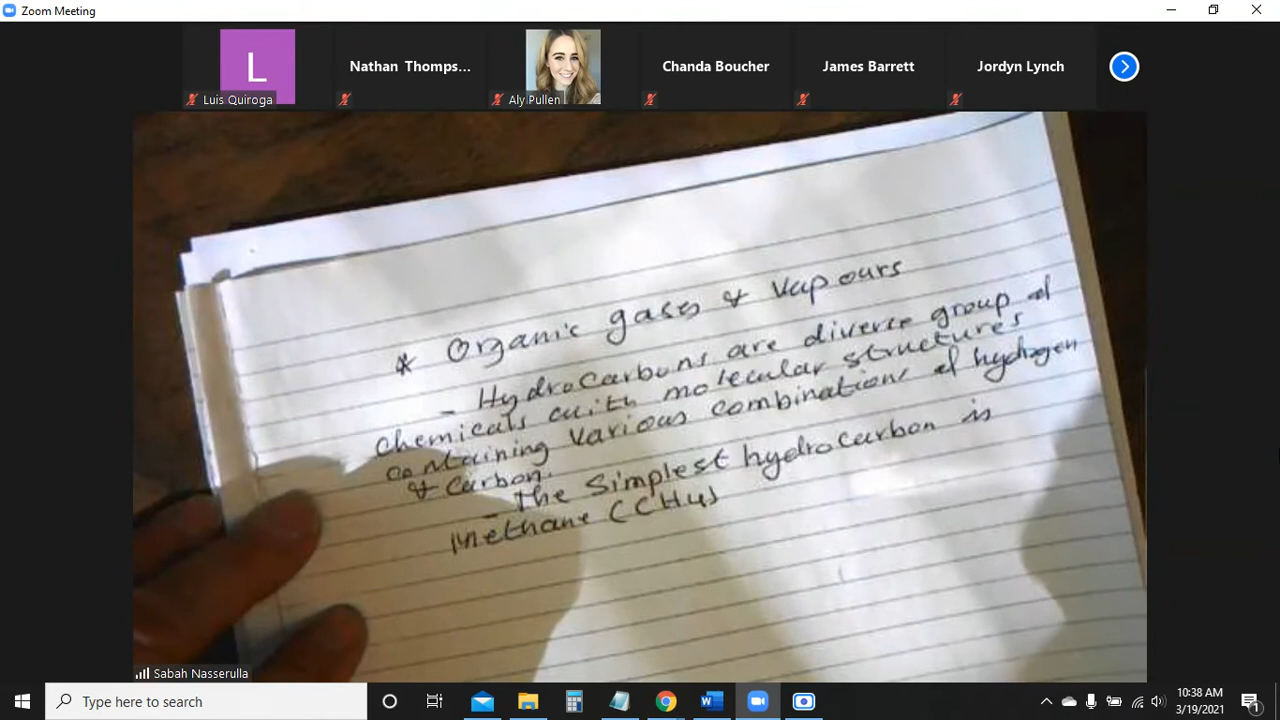 Zoom Meeting
L
Luis Quiroga
Nathan Thomps...
Aly Pullen
Chanda Boucher
James Barrett
Jordyn Lynch
* Organic gases & Vapours
- Hydrocarbons are diverse group of
chemicals with molecular structures
containing various combinations of hydrogen
& carbon.
- The simplest hydrocarbon is
Methane (CH4)
Sabah Nasserulla
Type here to search
10:38 AM
3/19/2021
1